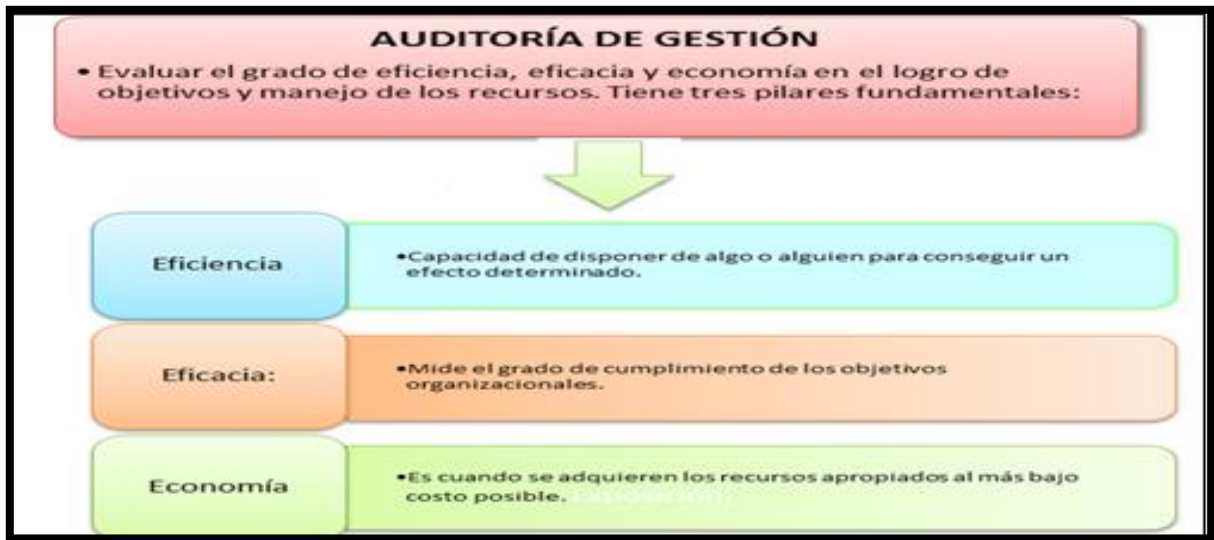 AUDITORÍA DE GESTIÓN
• Evaluar el grado de eficiencia, eficacia y economía en el logro de
objetivos y manejo de los recursos. Tiene tres pilares fundamentales:
Eficiencia
•Capacidad de disponer de algo o alguien para conseguir un
efecto determinado.
Eficacia:
•Mide el grado de cumplimiento de los objetivos
organizacionales.
Economía
•Es cuando se adquieren los recursos apropiados al más bajo
costo posible.